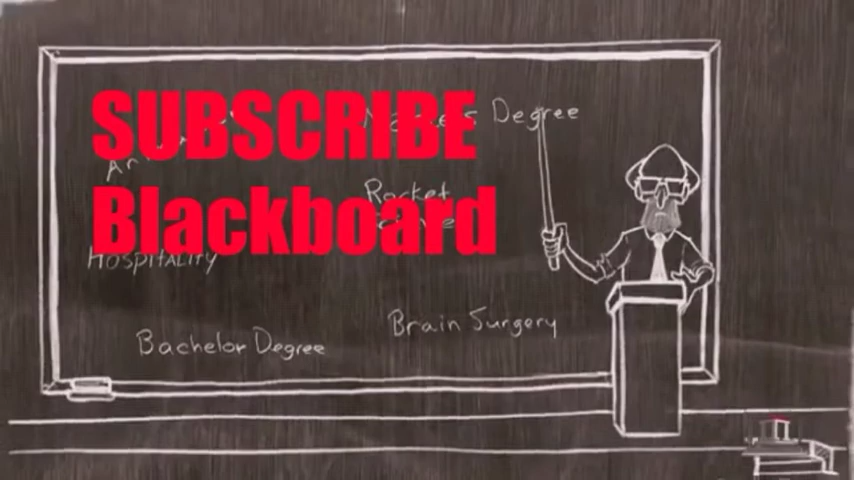 SUBSCRIBE
Blackboard
Degree
Rocket
HOSPITALITY
Brain Surgery
Bachelor Degree